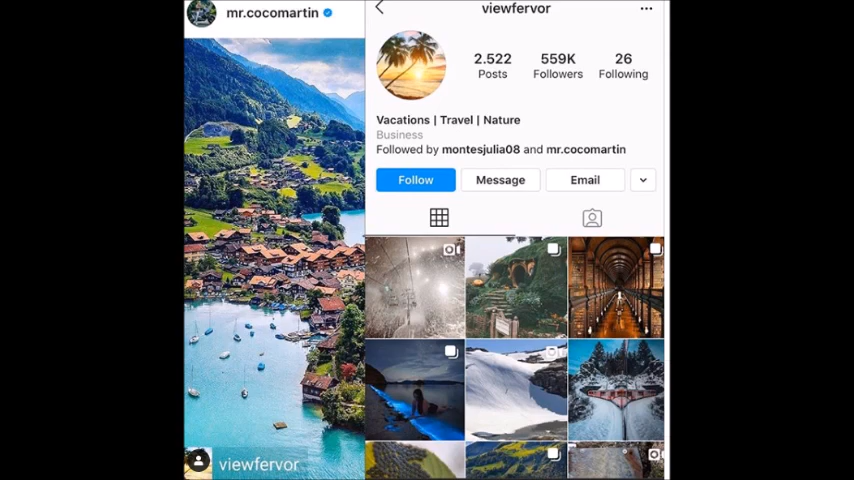 mr.cocomartin
viewfervor
viewfervor
2.522
Posts
559K
Followers
26
Following
Vacations | Travel | Nature
Business
Followed by montesjulia08 and mr.cocomartin
Follow
Message
Email